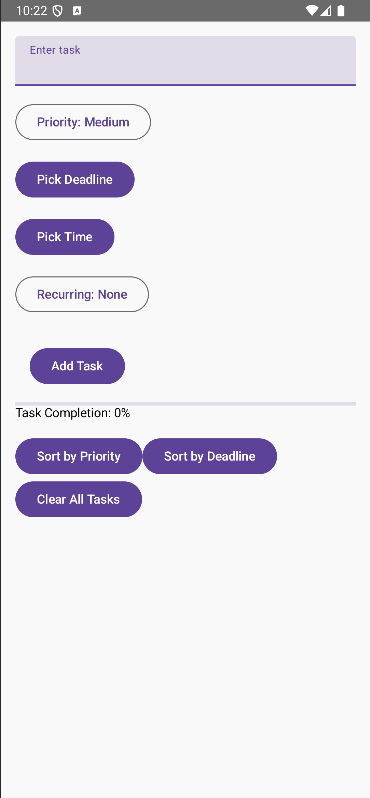 10:22
Enter task
Priority: Medium
Pick Deadline
Pick Time
Recurring: None
Add Task
Task Completion: 0%
Sort by Priority Sort by Deadline
Clear All Tasks